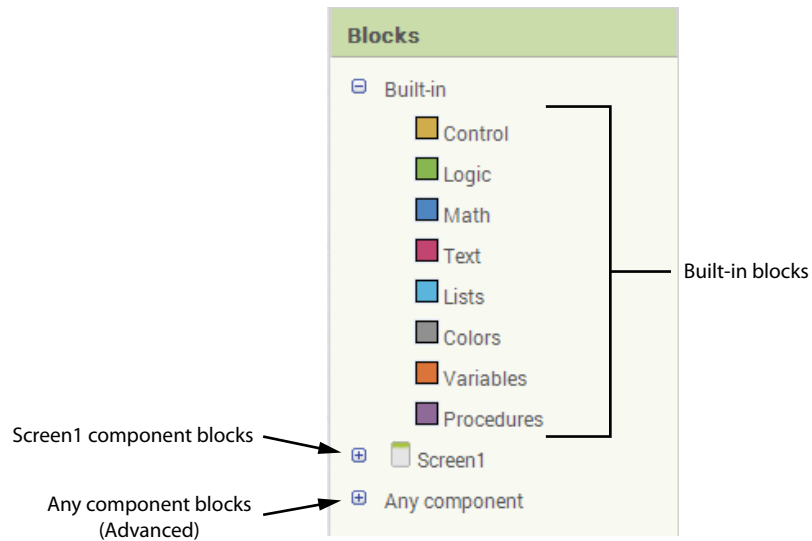 Blocks
Built-in
Control
Logic
Math
Text
Lists
Colors
Variables
Procedures
Screen1
Any component
Built-in blocks
Screen1 component blocks
Any component blocks
(Advanced)